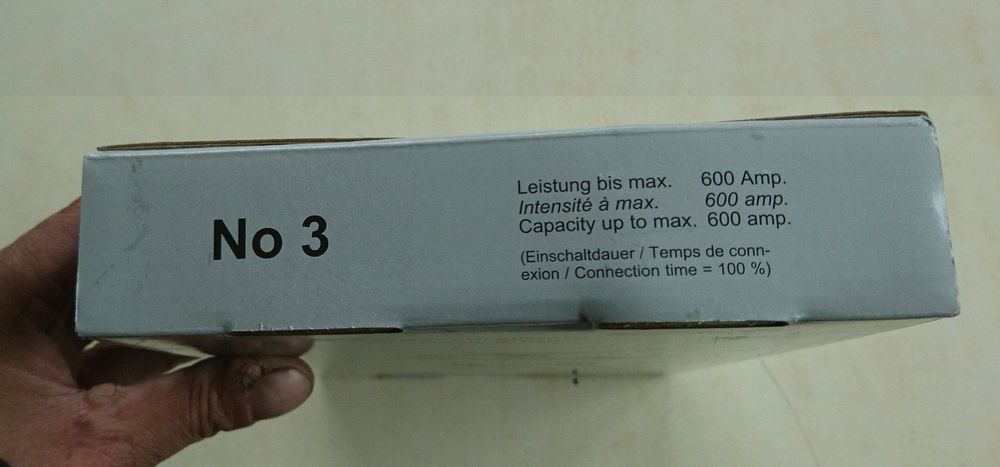 No 3
Leistung bis max. 600 Amp.
Intensité à max. 600 amp.
Capacity up to max. 600 amp.
(Einschaltdauer / Temps de conn-
exion / Connection time = 100 %)